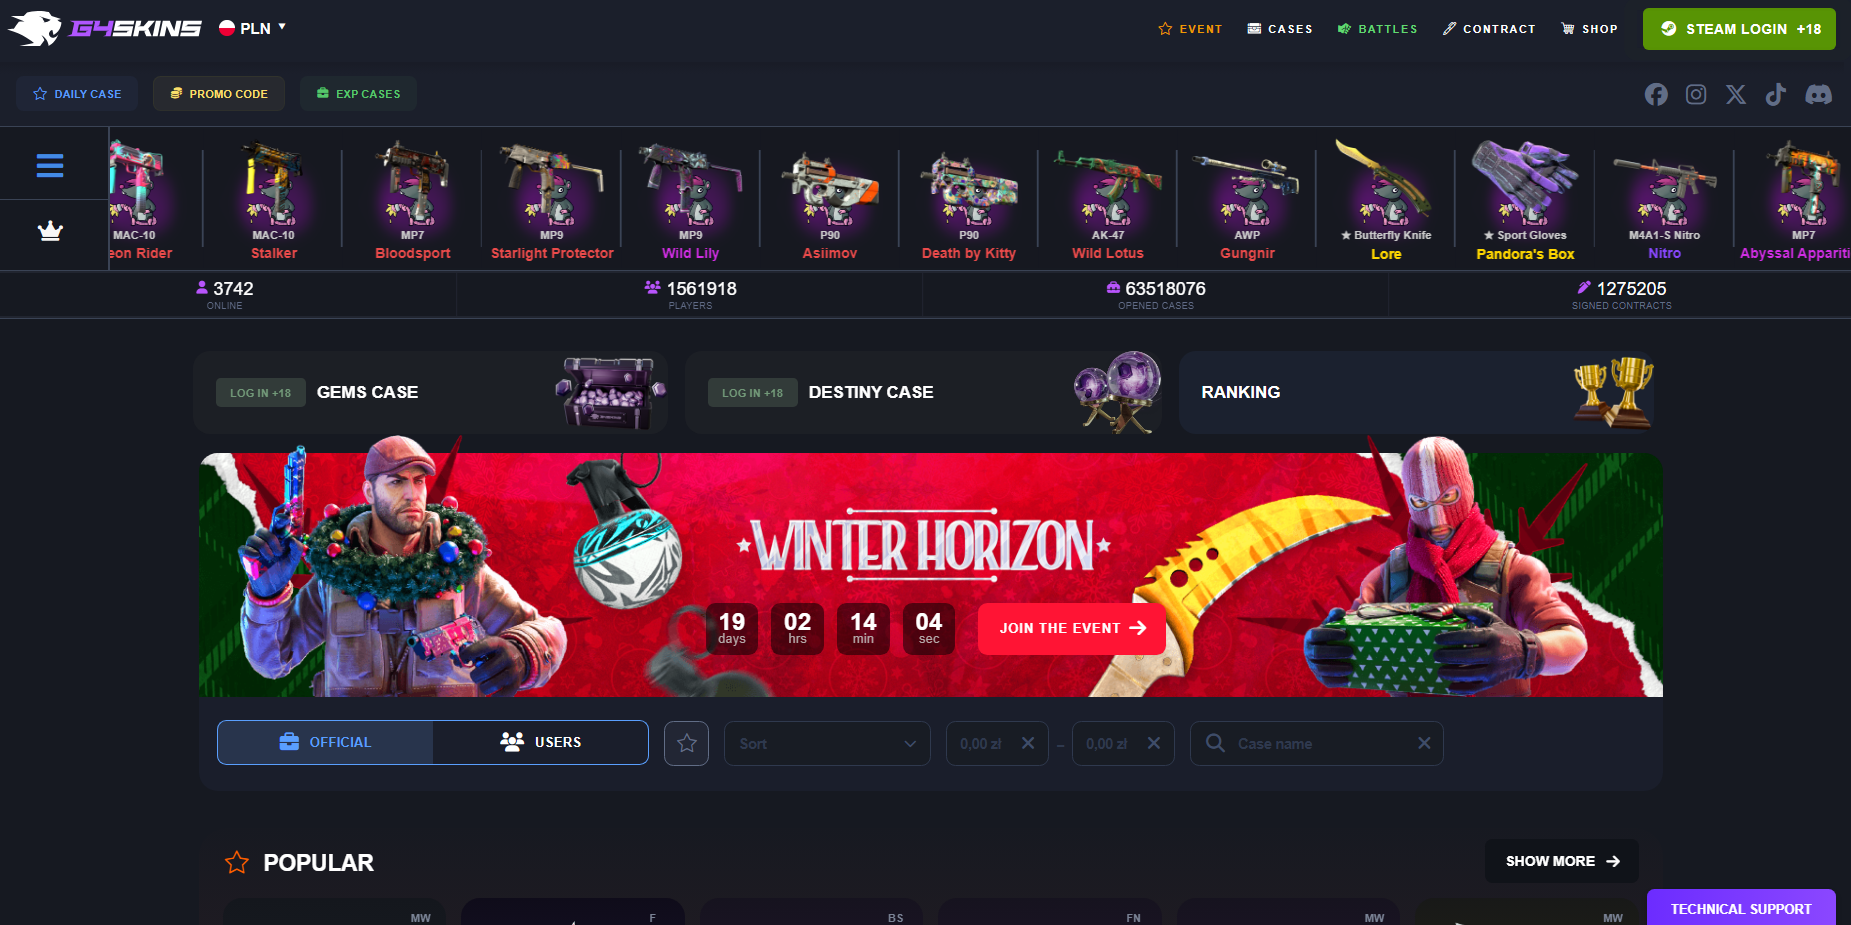 G4SKINS
PLN
EVENT
CASES
BATTLES
CONTRACT
SHOP
STEAM LOGIN +18
DAILY CASE
PROMO CODE
EXP CASES
MAC-10
eon Rider
MAC-10
Stalker
MP7
Bloodsport
MP9
Starlight Protector
MP9
Wild Lily
P90
Asiimov
P90
Death by Kitty
AK-47
Wild Lotus
AWP
Gungnir
★ Butterfly Knife
Lore
★ Sport Gloves
Pandora's Box
M4A1-S Nitro
Nitro
MP7
Abyssal Appariti
3742
ONLINE
1561918
PLAYERS
63518076
OPENED CASES
1275205
SIGNED CONTRACTS
LOG IN +18
GEMS CASE
LOG IN +18
DESTINY CASE
RANKING
WINTER HORIZON
19 days
02 hrs
14 min
04 sec
JOIN THE EVENT
OFFICIAL
USERS
Sort
0,00 zł
–
0,00 zł
Case name
POPULAR
SHOW MORE
MW
F
BS
FN
MW
MW
TECHNICAL SUPPORT